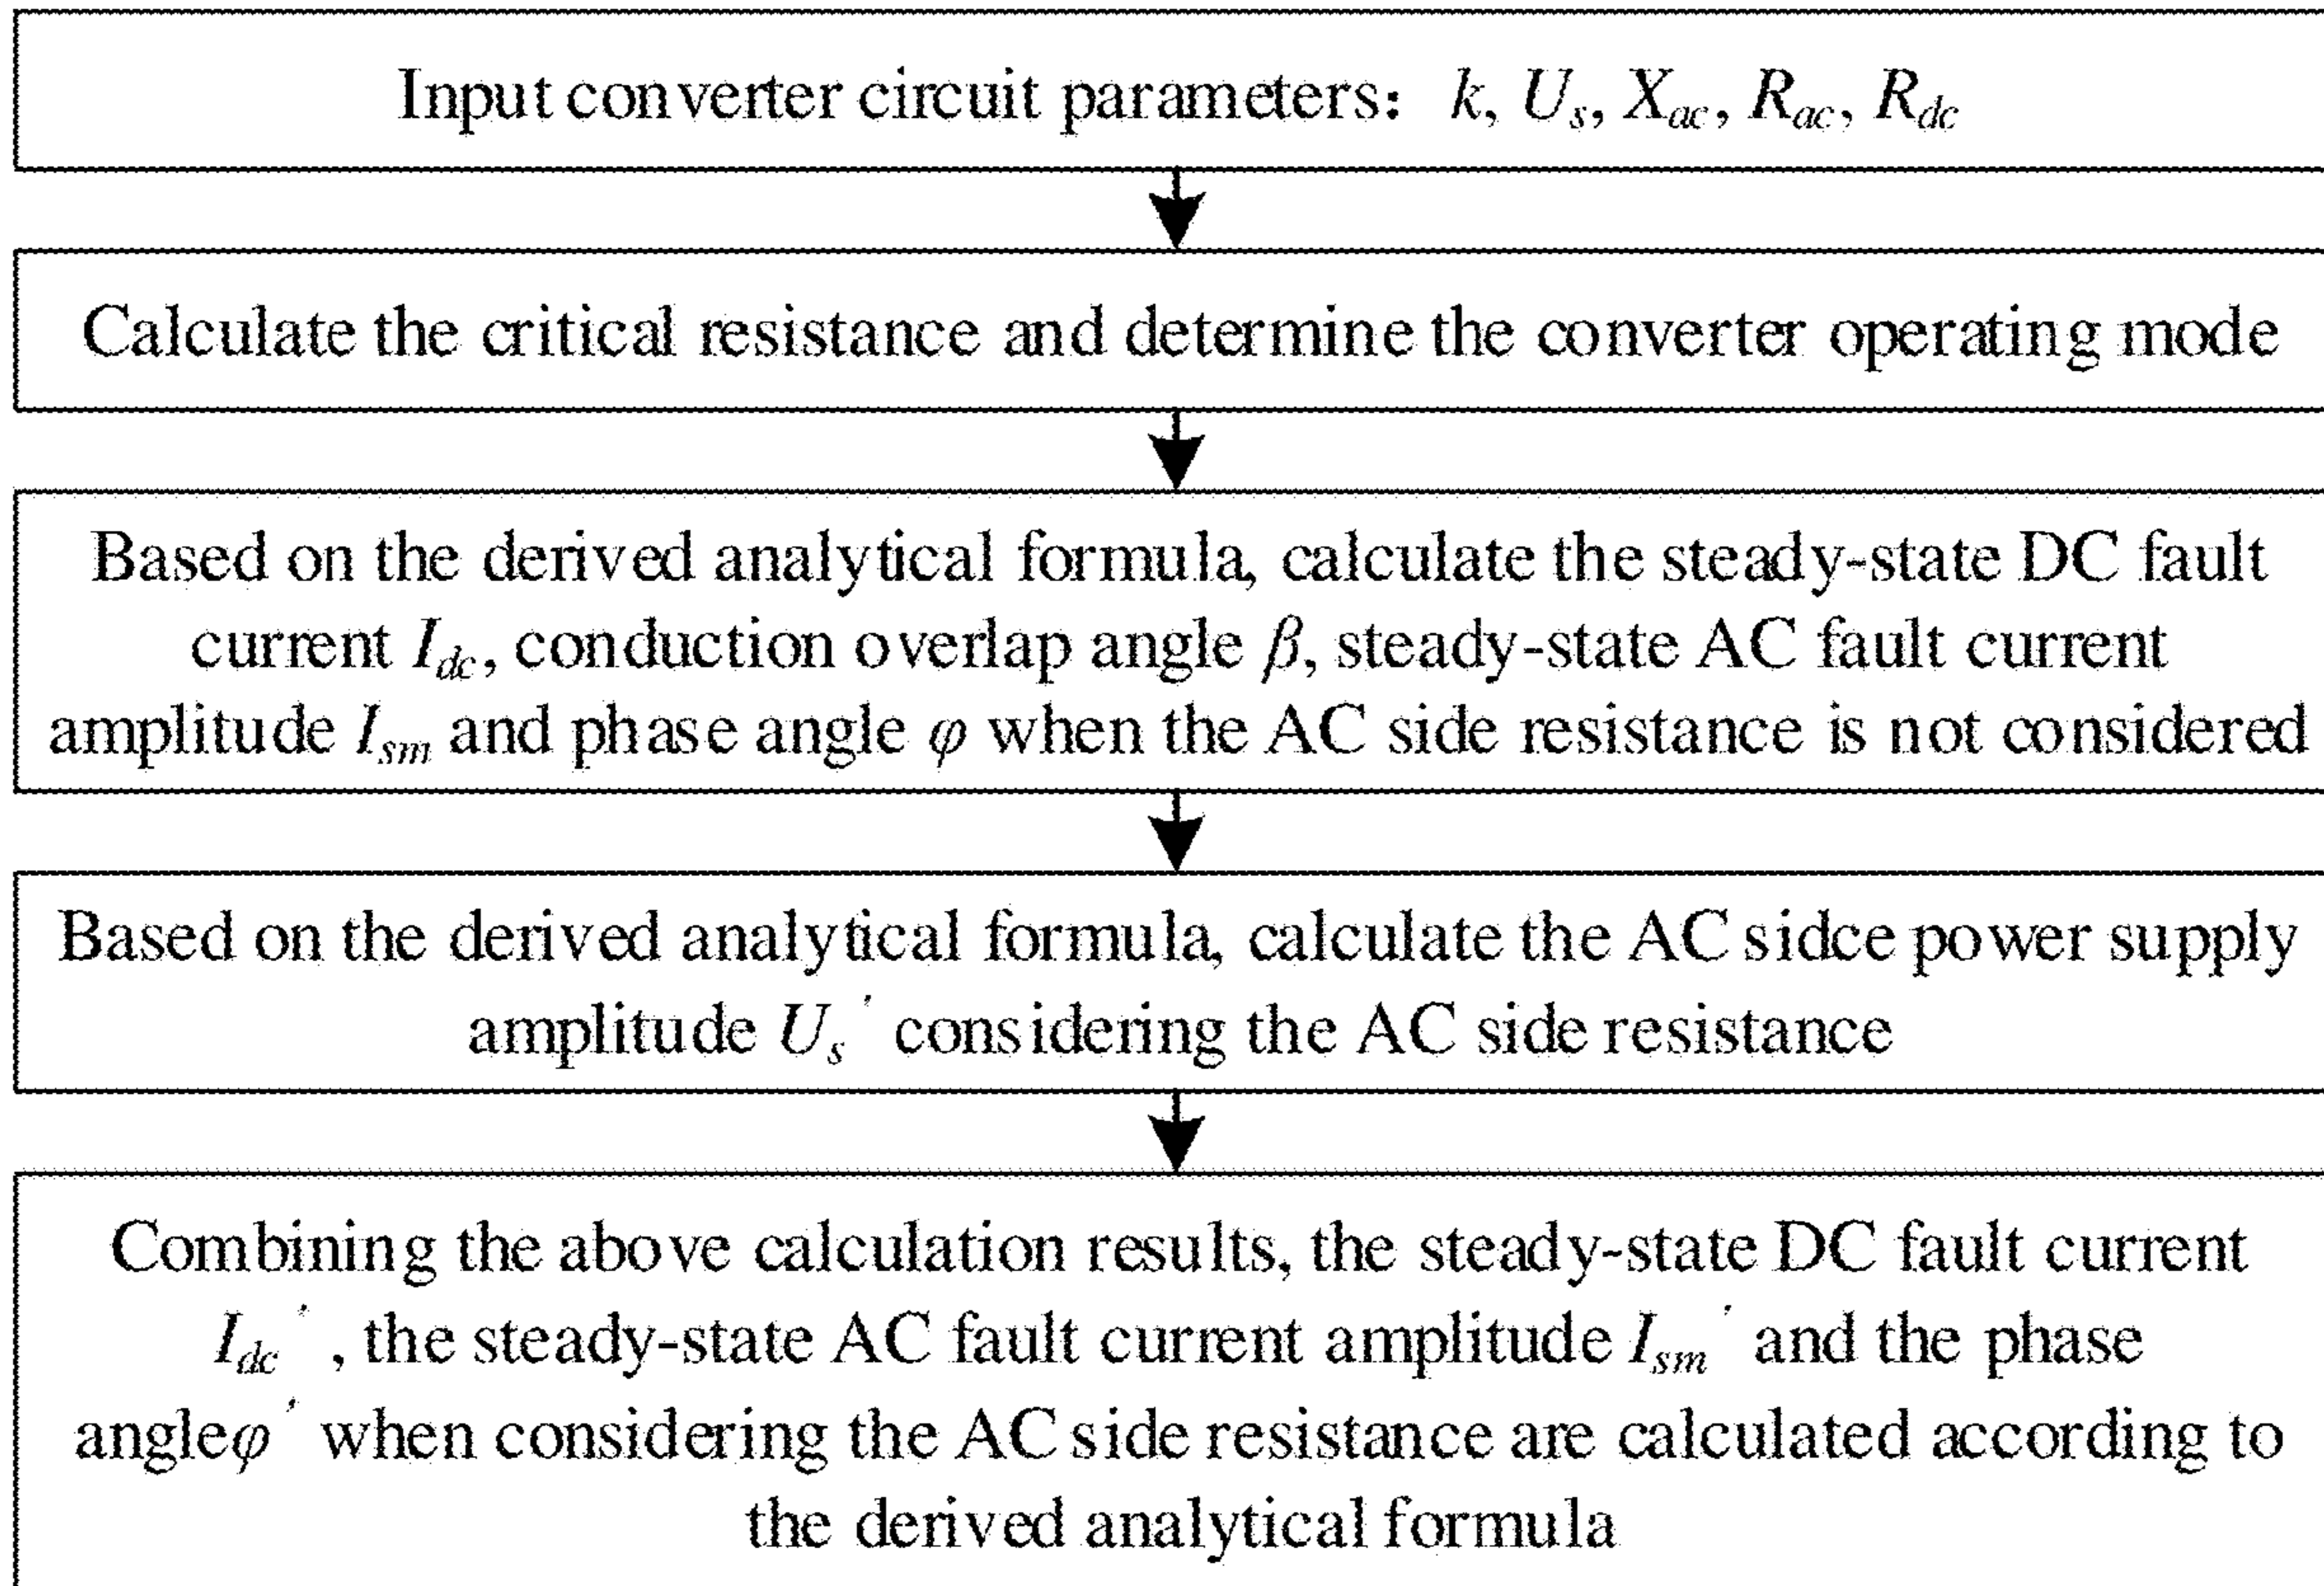 Input converter circuit parameters: k, Us, Xac, Rac, Rdc
Calculate the critical resistance and determine the converter operating mode
Based on the derived analytical formula, calculate the steady-state DC fault
current Idc, conduction overlap angle β, steady-state AC fault current
amplitude Ism and phase angle φ when the AC side resistance is not considered
Based on the derived analytical formula, calculate the AC sidce power supply
amplitude Us' considering the AC side resistance
Combining the above calculation results, the steady-state DC fault current
Idc', the steady-state AC fault current amplitude Ism' and the phase
angleφ' when considering the AC side resistance are calculated according to
the derived analytical formula